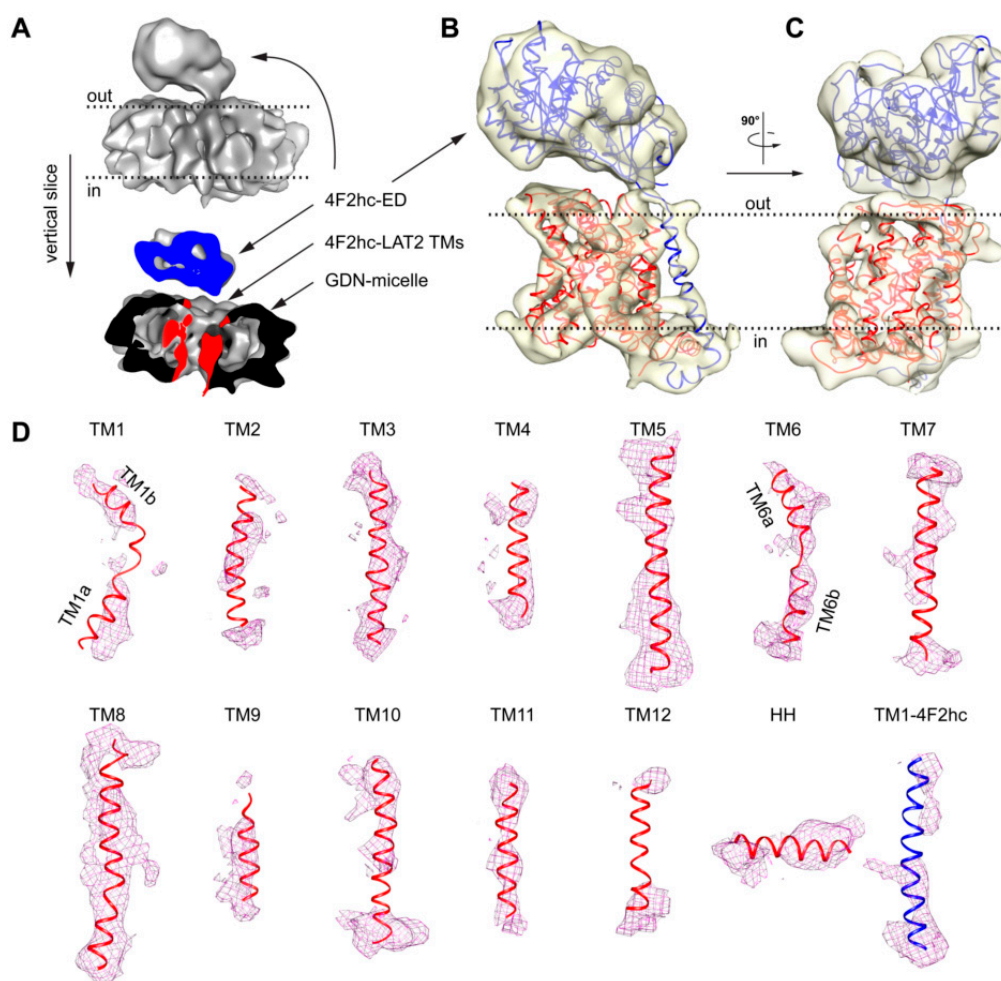 A
B
C
out
in
vertical slice
4F2hc-ED
4F2hc-LAT2 TMs
GDN-micelle
90°
out
in
D
TM1
TM2
TM3
TM4
TM5
TM6
TM7
TM1b
TM1a
TM6a
TM6b
TM8
TM9
TM10
TM11
TM12
HH
TM1-4F2hc